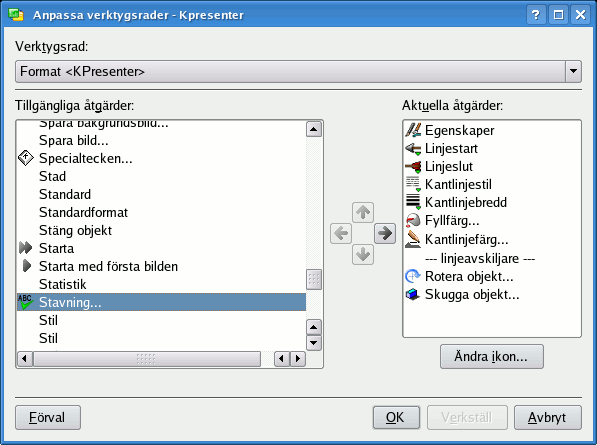 Anpassa verktygsrader - Kpresenter
Verktygsrad:
Format <KPresenter>
Tillgängliga åtgärder:
Spara bakgrundsbild...
Spara bild...
Specialtecken...
Stad
Standard
Standardformat
Stäng objekt
Starta
Starta med första bilden
Statistik
ABC Stavning...
Stil
Stil
Aktuella åtgärder:
Egenskaper
Linjestart
Linjeslut
Kantlinjestil
Kantlinjebredd
Fyllfärg...
Kantlinjefärg...
--- linjeavskiljare ---
Rotera objekt...
Skugga objekt...
Ändra ikon...
Förval
OK
Verkställ
Avbryt